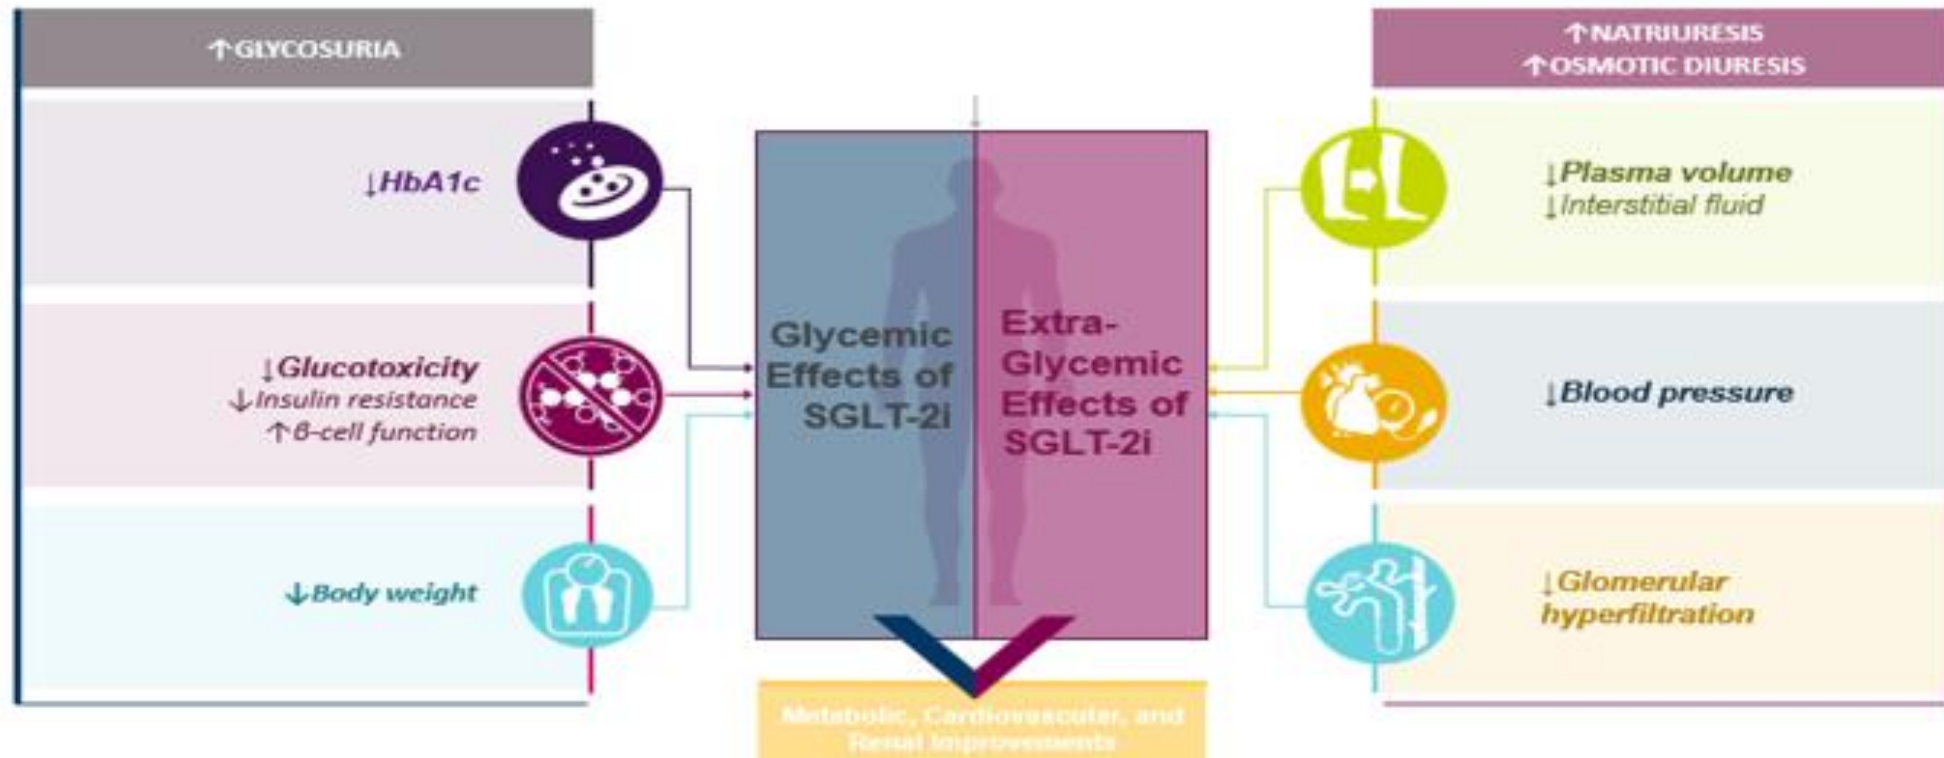 ↑GLYCOSURIA
↓HbA1c
↓Glucotoxicity
↓Insulin resistance
↑β-cell function
↓Body weight
Glycemic
Effects of
SGLT-2i
Extra-
Glycemic
Effects of
SGLT-2i
↑NATRIURESIS
↑OSMOTIC DIURESIS
↓Plasma volume
↓Interstitial fluid
↓Blood pressure
↓Glomerular
hyperfiltration
Metabolic, Cardiovascular, and
Renal Improvements